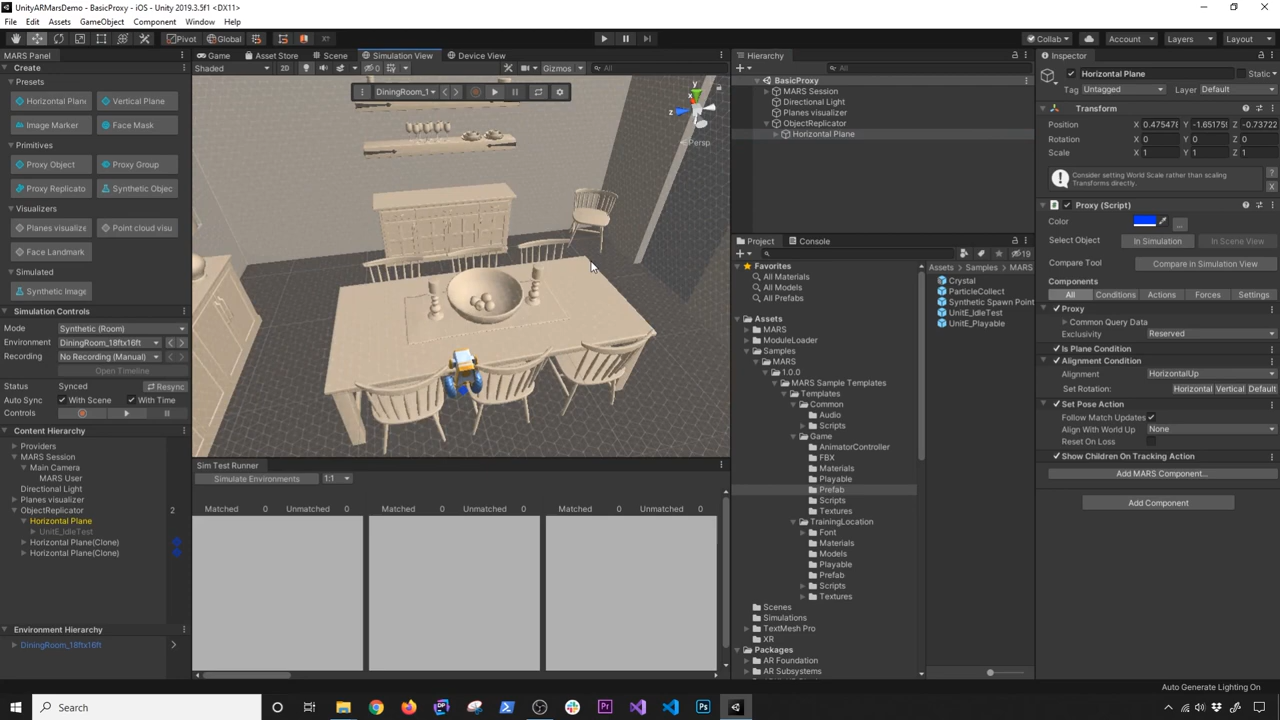 UnityARMarsDemo - BasicProxy - iOS - Unity 2019.3.5f1 <DX11>
File Edit Assets GameObject Component Window Help
Pivot Global Collab Account Layers Layout
MARS Panel
Create
Presets
Horizontal Plane Vertical Plane
Image Marker Face Mask
Primitives
Proxy Object Proxy Group
Proxy Replicato Synthetic Objec
Visualizers
Planes visualize Point cloud visu
Face Landmark
Simulated
Synthetic Image
Simulation Controls
Mode Synthetic (Room)
Environment DiningRoom_18ftx16ft
Recording No Recording (Manual)
Open Timeline
Status Synced Resync
Auto Sync With Scene With Time
Controls
Content Hierarchy
Providers
MARS Session
Main Camera
MARS User
Directional Light
Planes visualizer
ObjectReplicator 2
Horizontal Plane
UnitE_IdleTest
Horizontal Plane(Clone)
Horizontal Plane(Clone)
Environment Hierarchy
DiningRoom_18ftx16ft
Game Asset Store Scene Simulation View Device View
Shaded 2D 0 Gizmos All
DiningRoom_1
y
x
z
Persp
Sim Test Runner
Simulate Environments 1:1
Matched 0 Unmatched 0 Matched 0 Unmatched 0 Matched 0 Unmatched 0
Hierarchy
All
BasicProxy
MARS Session
Directional Light
Planes visualizer
ObjectReplicator
Horizontal Plane
Project Console
19
Favorites
All Materials
All Models
All Prefabs
Assets
MARS
ModuleLoader
Samples
MARS
1.0.0
MARS Sample Templates
Templates
Common
Audio
Scripts
Game
AnimatorController
FBX
Materials
Playable
Prefab
Scripts
Textures
TrainingLocation
Font
Materials
Models
Playable
Prefab
Scripts
Textures
Scenes
Simulations
TextMesh Pro
XR
Packages
AR Foundation
AR Subsystems
Assets Samples MARS
Crystal
ParticleCollect
Synthetic Spawn Point
UnitE_IdleTest
UnitE_Playable
Inspector
Horizontal Plane Static
Tag Untagged Layer Default
Transform
Position X 0.475478 Y -1.651755 Z -0.73722
Rotation X 0 Y 0 Z 0
Scale X 1 Y 1 Z 1
Consider setting World Scale rather than scaling
Transforms directly.
Proxy (Script)
Color
Select Object In Simulation In Scene View
Compare Tool Compare in Simulation View
Components
All Conditions Actions Forces Settings
Proxy
Common Query Data
Exclusivity Reserved
Is Plane Condition
Alignment Condition
Alignment HorizontalUp
Set Rotation: Horizontal Vertical Default
Set Pose Action
Follow Match Updates
Align With World Up None
Reset On Loss
Show Children On Tracking Action
Add MARS Component...
Add Component
Auto Generate Lighting On
Search